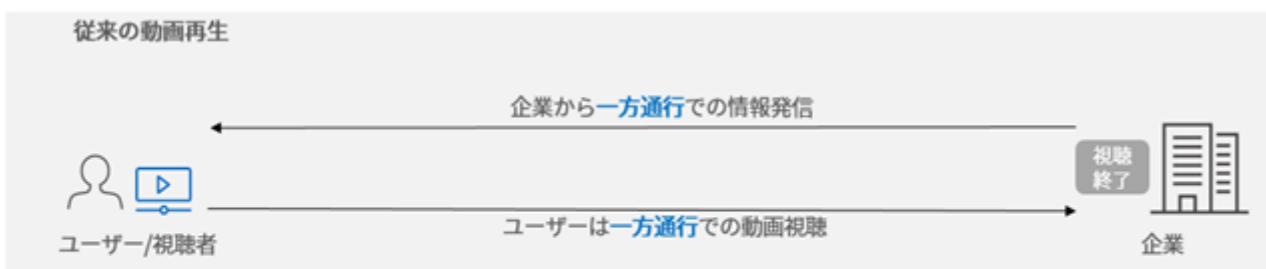 従来の動画再生
企業から一方通行での情報発信
視聴
終了
ユーザーは一方通行での動画視聴
ユーザー/視聴者
企業